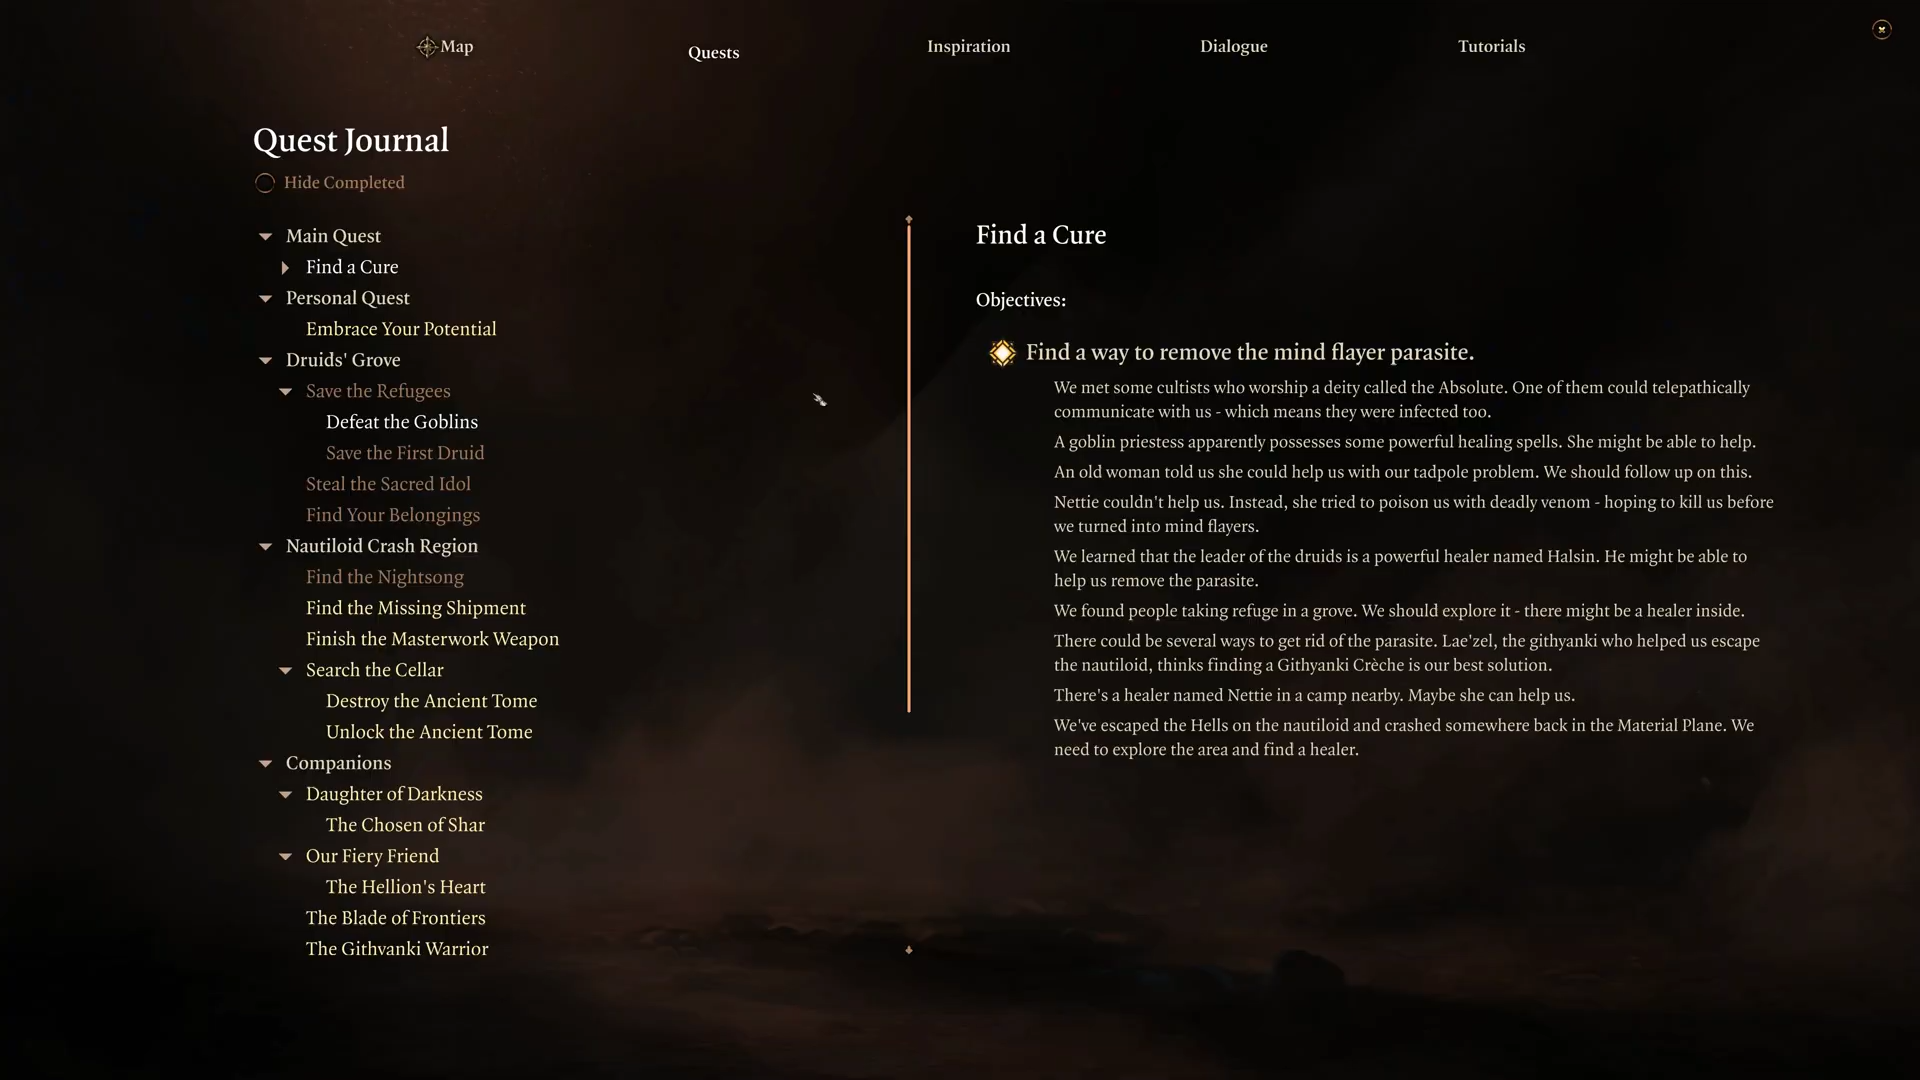 Map
Quests
Inspiration
Dialogue
Tutorials
Quest Journal
Hide Completed
Main Quest
Find a Cure
Personal Quest
Embrace Your Potential
Druids' Grove
Save the Refugees
Defeat the Goblins
Save the First Druid
Steal the Sacred Idol
Find Your Belongings
Nautiloid Crash Region
Find the Nightsong
Find the Missing Shipment
Finish the Masterwork Weapon
Search the Cellar
Destroy the Ancient Tome
Unlock the Ancient Tome
Companions
Daughter of Darkness
The Chosen of Shar
Our Fiery Friend
The Hellion's Heart
The Blade of Frontiers
The Githyanki Warrior
Find a Cure
Objectives:
Find a way to remove the mind flayer parasite.
We met some cultists who worship a deity called the Absolute. One of them could telepathically
communicate with us - which means they were infected too.
A goblin priestess apparently possesses some powerful healing spells. She might be able to help.
An old woman told us she could help us with our tadpole problem. We should follow up on this.
Nettie couldn't help us. Instead, she tried to poison us with deadly venom - hoping to kill us before
we turned into mind flayers.
We learned that the leader of the druids is a powerful healer named Halsin. He might be able to
help us remove the parasite.
We found people taking refuge in a grove. We should explore it - there might be a healer inside.
There could be several ways to get rid of the parasite. Lae'zel, the githyanki who helped us escape
the nautiloid, thinks finding a Githyanki Crèche is our best solution.
There's a healer named Nettie in a camp nearby. Maybe she can help us.
We've escaped the Hells on the nautiloid and crashed somewhere back in the Material Plane. We
need to explore the area and find a healer.